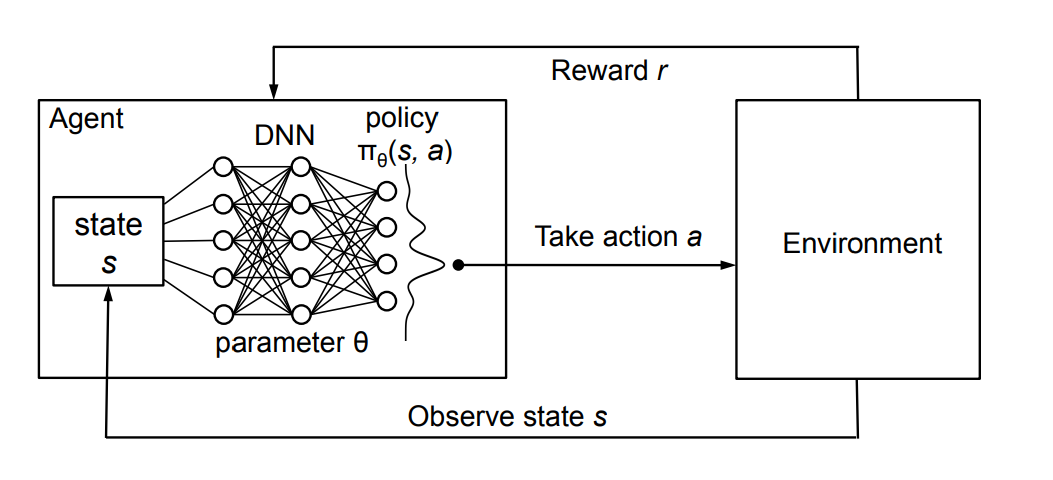 Reward r
Agent
policy
DNN
πθ(s, a)
state
s
Take action a
Environment
parameter θ
Observe state s